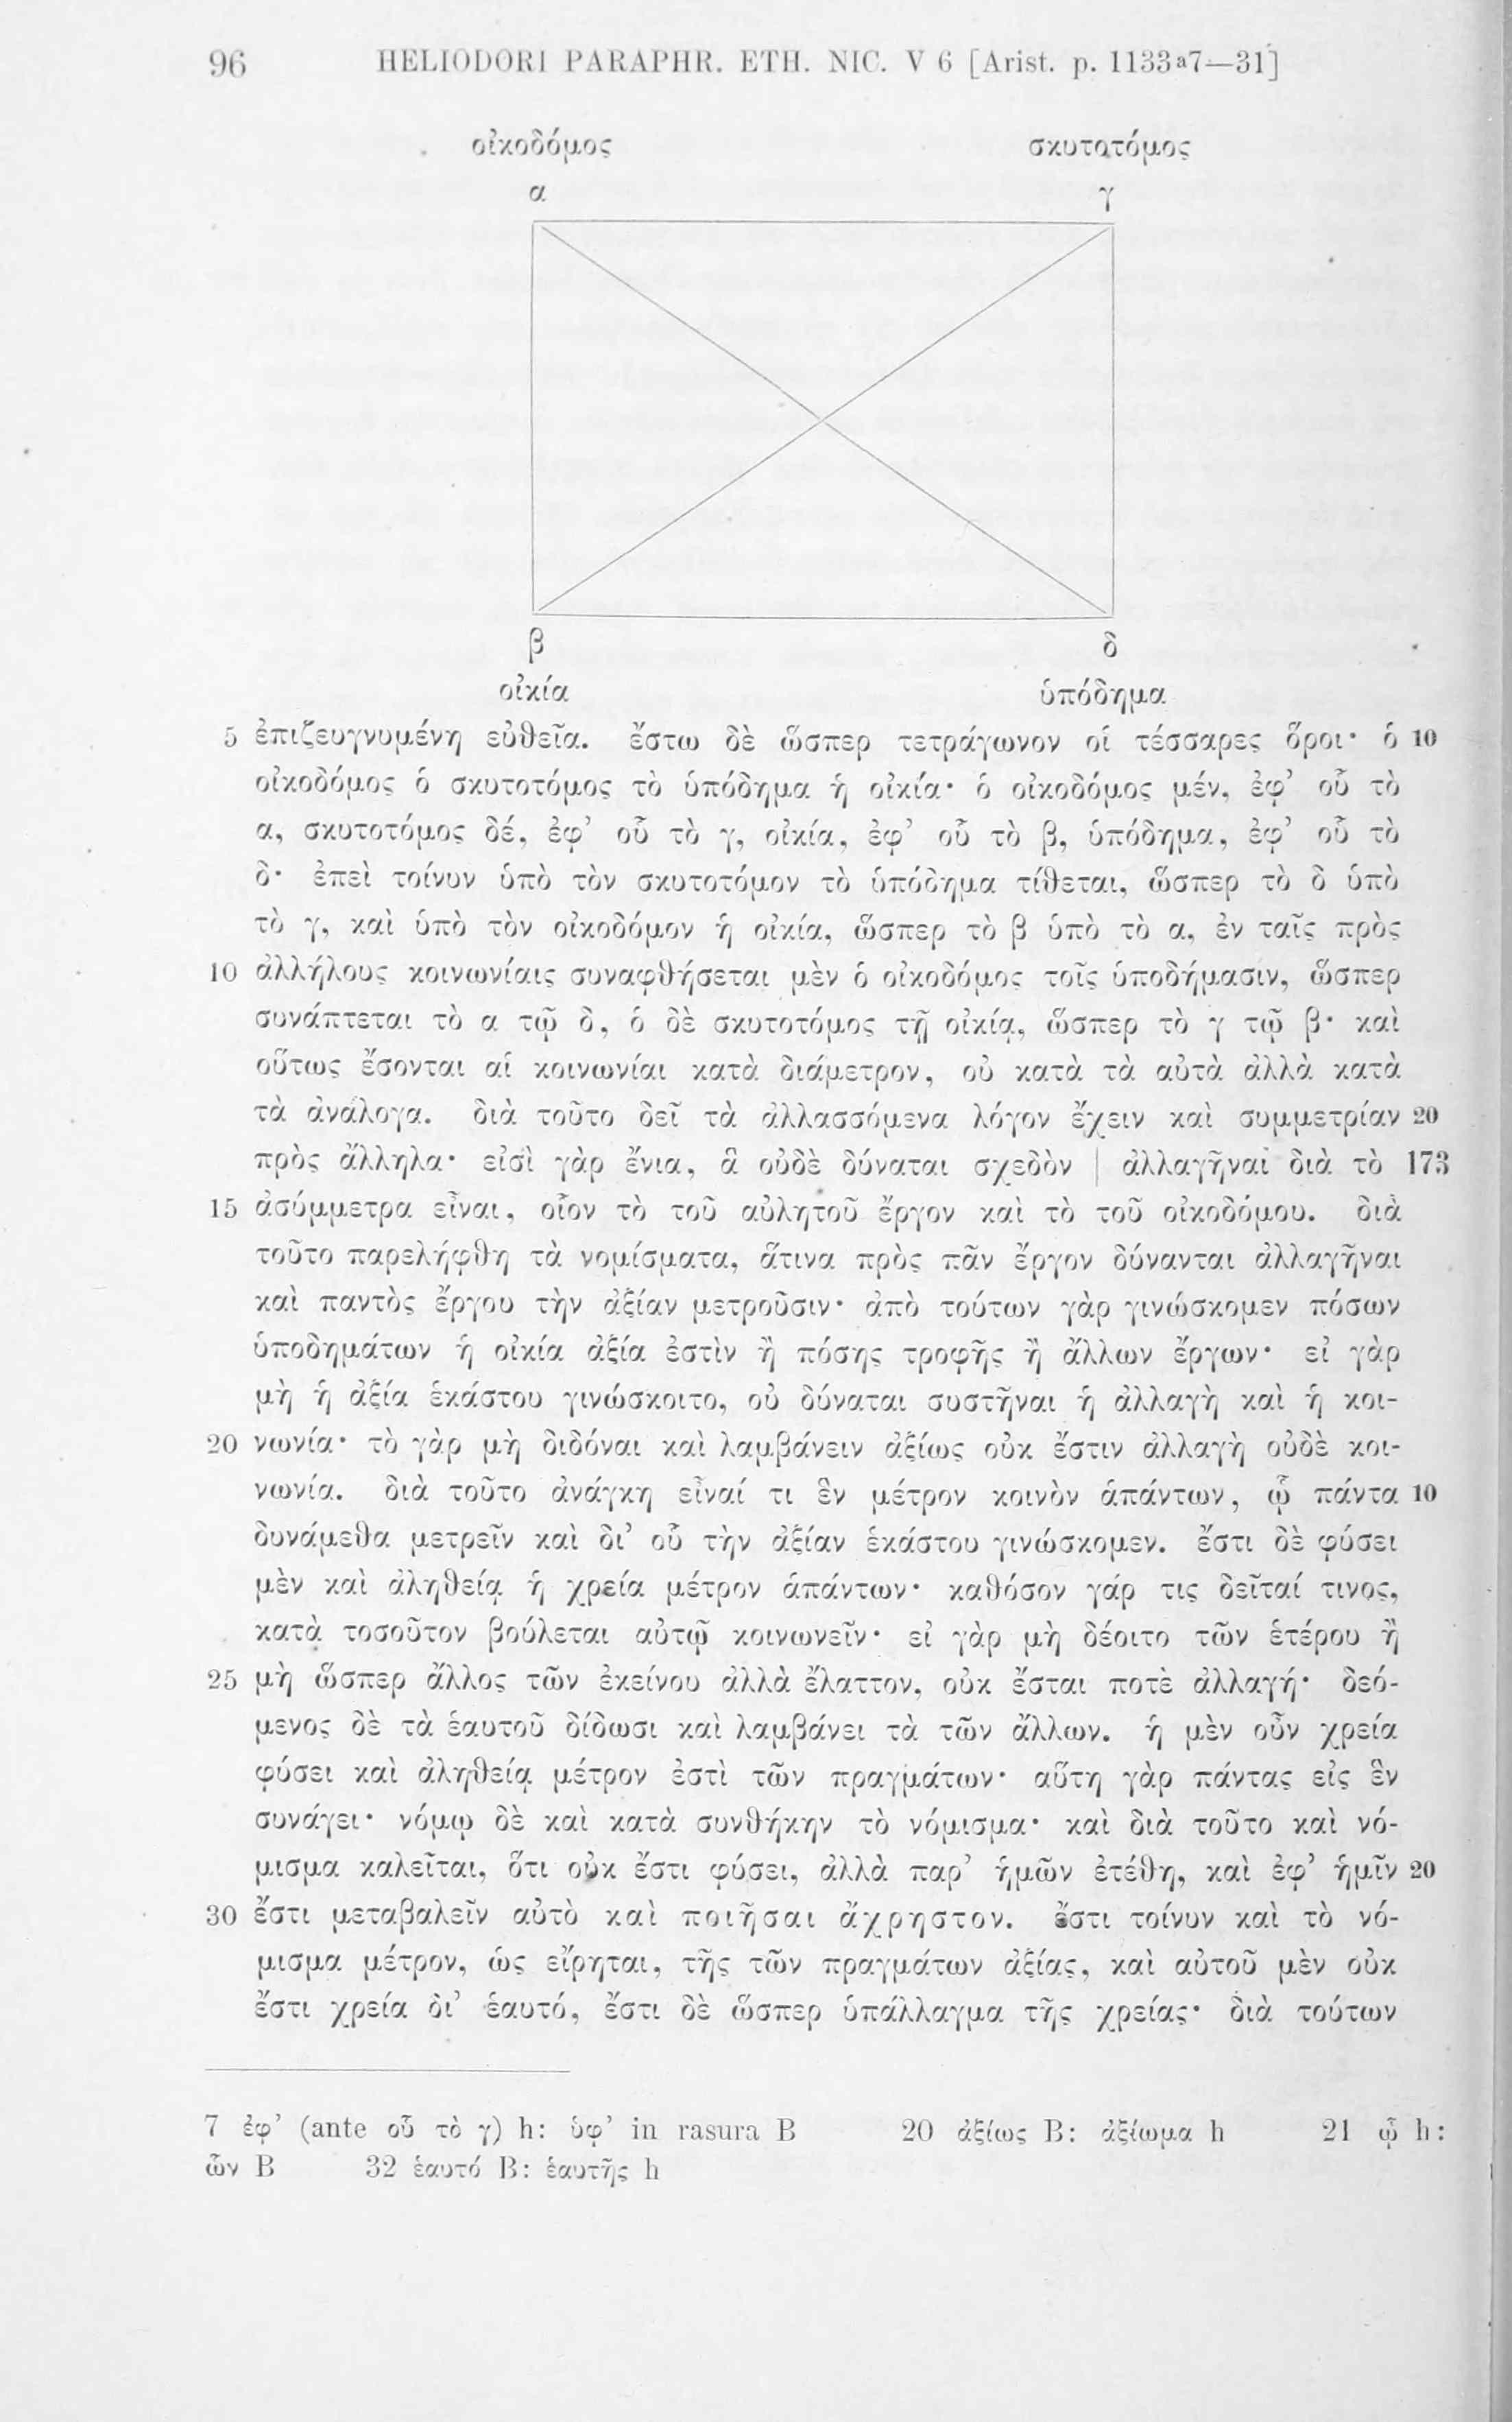 96 HELIODORI PARAPHR. ETH. NIC. V 6 [Arist. p. 1133a7—31]
οἰκοδόμος σκυτοτόμος
α γ
β δ
οἰκία ὑπόδημα
5 ἐπιζευγνυμένη εὐθεῖα. ἔστω δὲ ὥσπερ τετράγωνον οἱ τέσσαρες ὅροι· ὁ 10
οἰκοδόμος ὁ σκυτοτόμος τὸ ὑπόδημα ἡ οἰκία· ὁ οἰκοδόμος μέν, ἐφ’ οὗ τὸ
α, σκυτοτόμος δέ, ἐφ’ οὗ τὸ γ, οἰκία, ἐφ’ οὗ τὸ β, ὑπόδημα, ἐφ’ οὗ τὸ
δ· ἐπεὶ τοίνυν ὑπὸ τὸν σκυτοτόμον τὸ ὑπόδημα τίθεται, ὥσπερ τὸ δ ὑπὸ
τὸ γ, καὶ ὑπὸ τὸν οἰκοδόμον ἡ οἰκία, ὥσπερ τὸ β ὑπὸ τὸ α, ἐν ταῖς πρὸς
10 ἀλλήλους κοινωνίαις συναφθήσεται μὲν ὁ οἰκοδόμος τοῖς ὑποδήμασιν, ὥσπερ
συνάπτεται τὸ α τῷ δ, ὁ δὲ σκυτοτόμος τῇ οἰκίᾳ, ὥσπερ τὸ γ τῷ β· καὶ
οὕτως ἔσονται αἱ κοινωνίαι κατὰ διάμετρον, οὐ κατὰ τὰ αὐτὰ ἀλλὰ κατὰ
τὰ ἀνάλογα. διὰ τοῦτο δεῖ τὰ ἀλλασσόμενα λόγον ἔχειν καὶ συμμετρίαν 20
πρὸς ἄλληλα· εἰσὶ γὰρ ἔνια, ἃ οὐδὲ δύναται σχεδὸν | ἀλλαγῆναι διὰ τὸ 173
15 ἀσύμμετρα εἶναι, οἷον τὸ τοῦ αὐλητοῦ ἔργον καὶ τὸ τοῦ οἰκοδόμου. διὰ
τοῦτο παρελήφθη τὰ νομίσματα, ἅτινα πρὸς πᾶν ἔργον δύνανται ἀλλαγῆναι
καὶ παντὸς ἔργου τὴν ἀξίαν μετροῦσιν· ἀπὸ τούτων γὰρ γινώσκομεν πόσων
ὑποδημάτων ἡ οἰκία ἀξία ἐστὶν ἢ πόσης τροφῆς ἢ ἄλλων ἔργων· εἰ γὰρ
μὴ ἡ ἀξία ἑκάστου γινώσκοιτο, οὐ δύναται συστῆναι ἡ ἀλλαγὴ καὶ ἡ κοι-
20 νωνία· τὸ γὰρ μὴ διδόναι καὶ λαμβάνειν ἀξίως οὐκ ἔστιν ἀλλαγὴ οὐδὲ κοι-
νωνία. διὰ τοῦτο ἀνάγκη εἶναί τι ἓν μέτρον κοινὸν ἁπάντων, ᾧ πάντα 10
δυνάμεθα μετρεῖν καὶ δι’ οὗ τὴν ἀξίαν ἑκάστου γινώσκομεν. ἔστι δὲ φύσει
μὲν καὶ ἀληθείᾳ ἡ χρεία μέτρον ἁπάντων· καθόσον γάρ τις δεῖταί τινος,
κατὰ τοσοῦτον βούλεται αὐτῷ κοινωνεῖν· εἰ γὰρ μὴ δέοιτο τῶν ἑτέρου ἢ
25 μὴ ὥσπερ ἄλλος τῶν ἐκείνου ἀλλὰ ἔλαττον, οὐκ ἔσται ποτὲ ἀλλαγή· δεό-
μενος δὲ τὰ ἑαυτοῦ δίδωσι καὶ λαμβάνει τὰ τῶν ἄλλων. ἡ μὲν οὖν χρεία
φύσει καὶ ἀληθείᾳ μέτρον ἐστὶ τῶν πραγμάτων· αὕτη γὰρ πάντας εἰς ἓν
συνάγει· νόμῳ δὲ καὶ κατὰ συνθήκην τὸ νόμισμα· καὶ διὰ τοῦτο καὶ νό-
μισμα καλεῖται, ὅτι οὐκ ἔστι φύσει, ἀλλὰ παρ’ ἡμῶν ἐτέθη, καὶ ἐφ’ ἡμῖν 20
30 ἔστι μεταβαλεῖν αὐτὸ καὶ ποιῆσαι ἄχρηστον. ἔστι τοίνυν καὶ τὸ νό-
μισμα μέτρον, ὡς εἴρηται, τῆς τῶν πραγμάτων ἀξίας, καὶ αὐτοῦ μὲν οὐκ
ἔστι χρεία δι’ ἑαυτό, ἔστι δὲ ὥσπερ ὑπάλλαγμα τῆς χρείας· διὰ τούτων
7 ἐφ’ (ante οὗ τὸ γ) h: ὑφ’ in rasura B 20 ἀξίως B: ἀξίωμα h 21 ᾧ h:
ὧν B 32 ἑαυτό B: ἑαυτῆς h